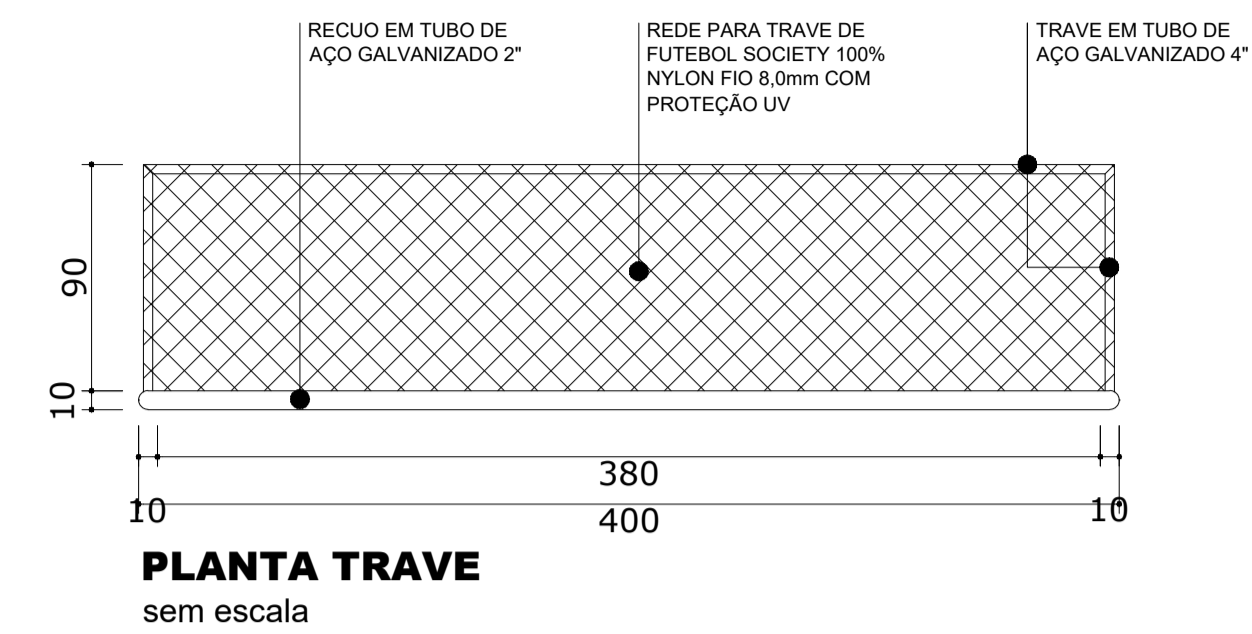 RECUO EM TUBO DE
AÇO GALVANIZADO 2"
REDE PARA TRAVE DE
FUTEBOL SOCIETY 100%
NYLON FIO 8,0mm COM
PROTEÇÃO UV
TRAVE EM TUBO DE
AÇO GALVANIZADO 4"
90
10
380
10
400
10
PLANTA TRAVE
sem escala